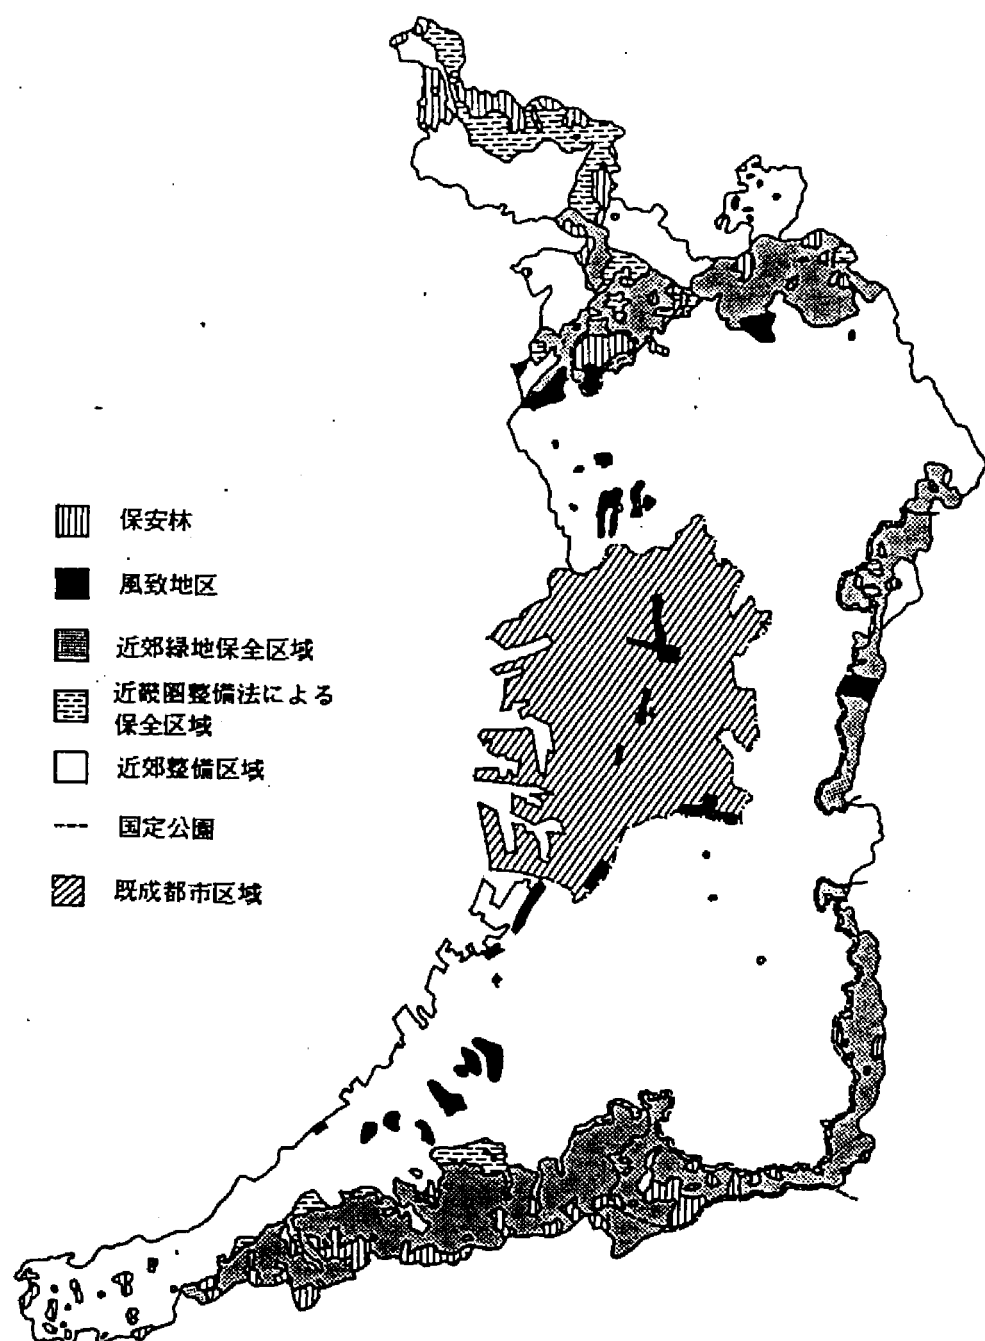 保安林
風致地区
近郊緑地保全区域
近畿圏整備法による
保全区域
近郊整備区域
国定公園
既成都市区域